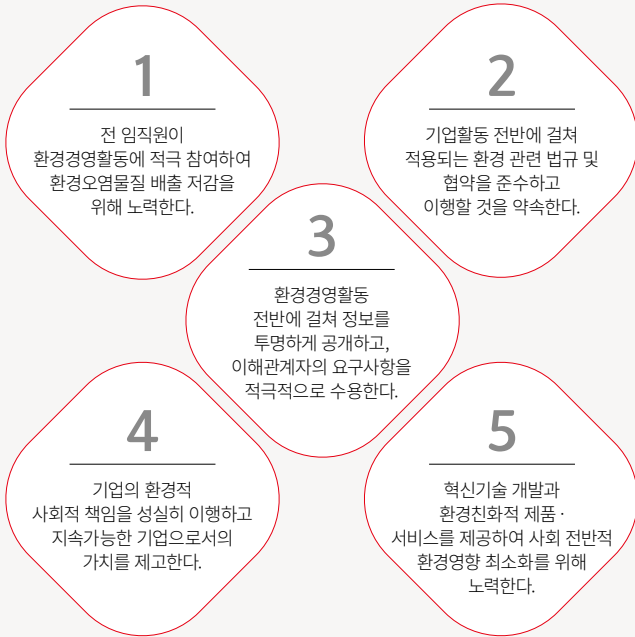 1
전 임직원이
환경경영활동에 적극 참여하여
환경오염물질 배출 저감을
위해 노력한다.
2
기업활동 전반에 걸쳐
적용되는 환경 관련 법규 및
협약을 준수하고
이행할 것을 약속한다.
3
환경경영활동
전반에 걸쳐 정보를
투명하게 공개하고,
이해관계자의 요구사항을
적극적으로 수용한다.
4
기업의 환경적
사회적 책임을 성실히 이행하고
지속가능한 기업으로서의
가치를 제고한다.
5
혁신기술 개발과
환경친화적 제품 ·
서비스를 제공하여 사회 전반적
환경영향 최소화를 위해
노력한다.